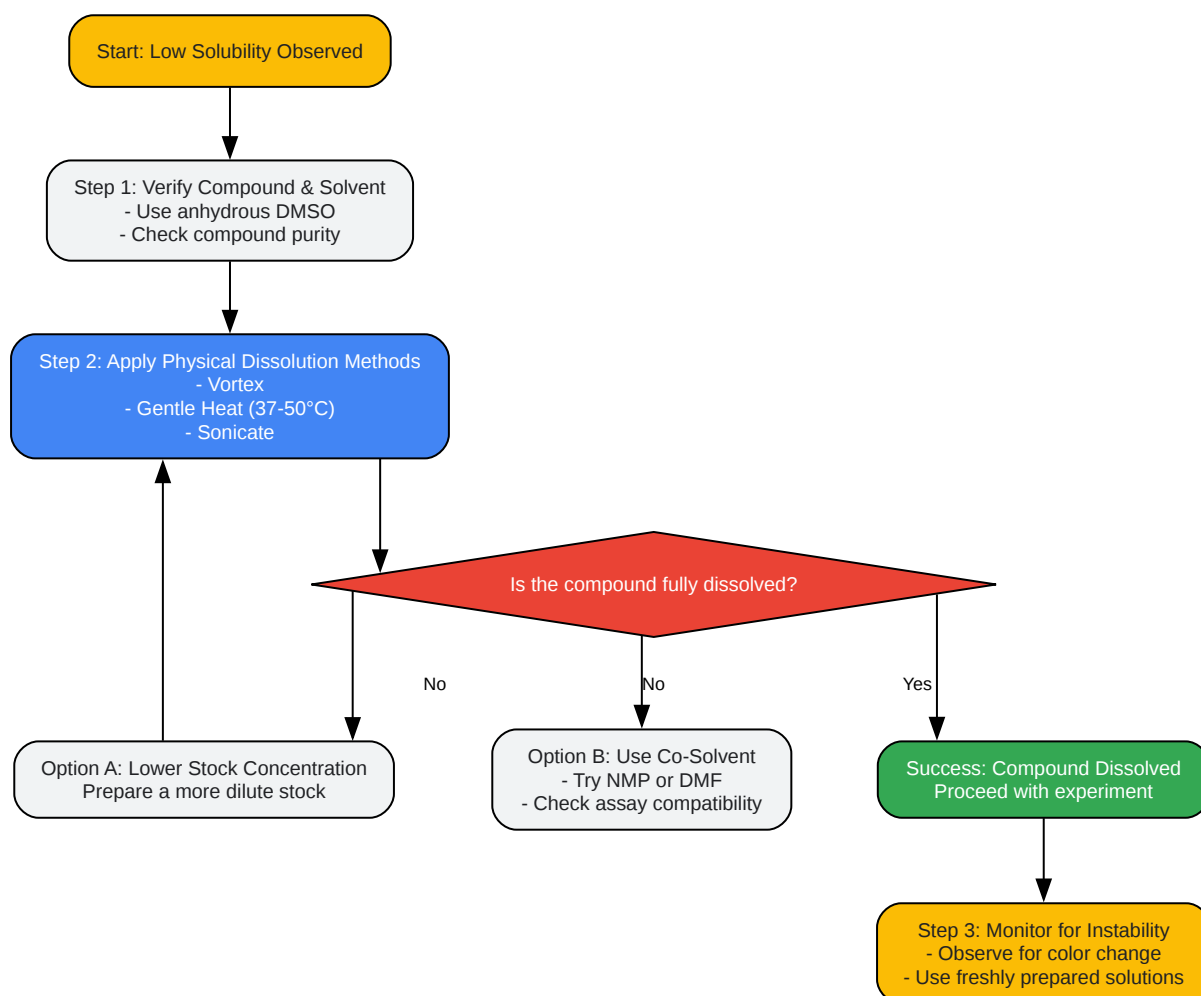 Start: Low Solubility Observed
Step 1: Verify Compound & Solvent
- Use anhydrous DMSO
- Check compound purity
Step 2: Apply Physical Dissolution Methods
- Vortex
- Gentle Heat (37-50°C)
- Sonicate
Is the compound fully dissolved?
No
No
Yes
Option A: Lower Stock Concentration
Prepare a more dilute stock
Option B: Use Co-Solvent
- Try NMP or DMF
- Check assay compatibility
Success: Compound Dissolved
Proceed with experiment
Step 3: Monitor for Instability
- Observe for color change
- Use freshly prepared solutions